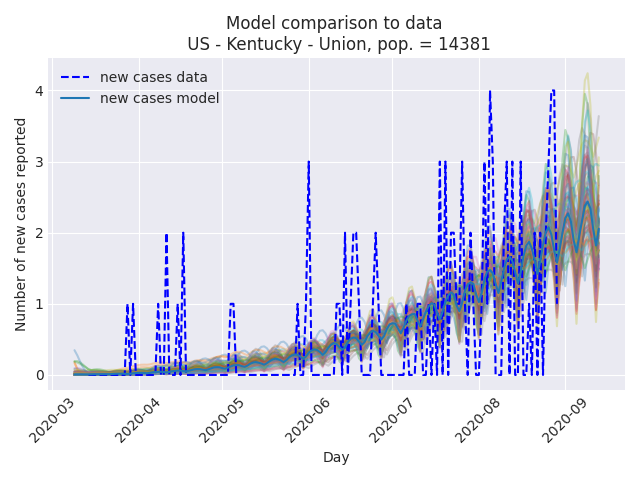 Model comparison to data
US - Kentucky - Union, pop. = 14381
new cases data
new cases model
Number of new cases reported
4
3
2
1
0
2020-03
2020-04
2020-05
2020-06
2020-07
2020-08
2020-09
Day